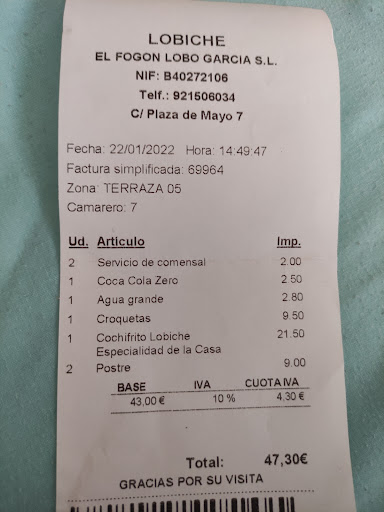 LOBICHE
EL FOGON LOBO GARCIA S.L.
NIF: B40272106
Telf.: 921506034
C/ Plaza de Mayo 7
Fecha: 22/01/2022 Hora: 14:49:47
Factura simplificada: 69964
Zona: TERRAZA 05
Camarero: 7
Ud. Articulo Imp.
2 Servicio de comensal 2.00
1 Coca Cola Zero 2.50
1 Agua grande 2.80
1 Croquetas 9.50
1 Cochifrito Lobiche 21.50
Especialidad de la Casa
2 Postre 9.00
BASE IVA CUOTA IVA
43,00 € 10 % 4,30 €
Total: 47,30€
GRACIAS POR SU VISITA